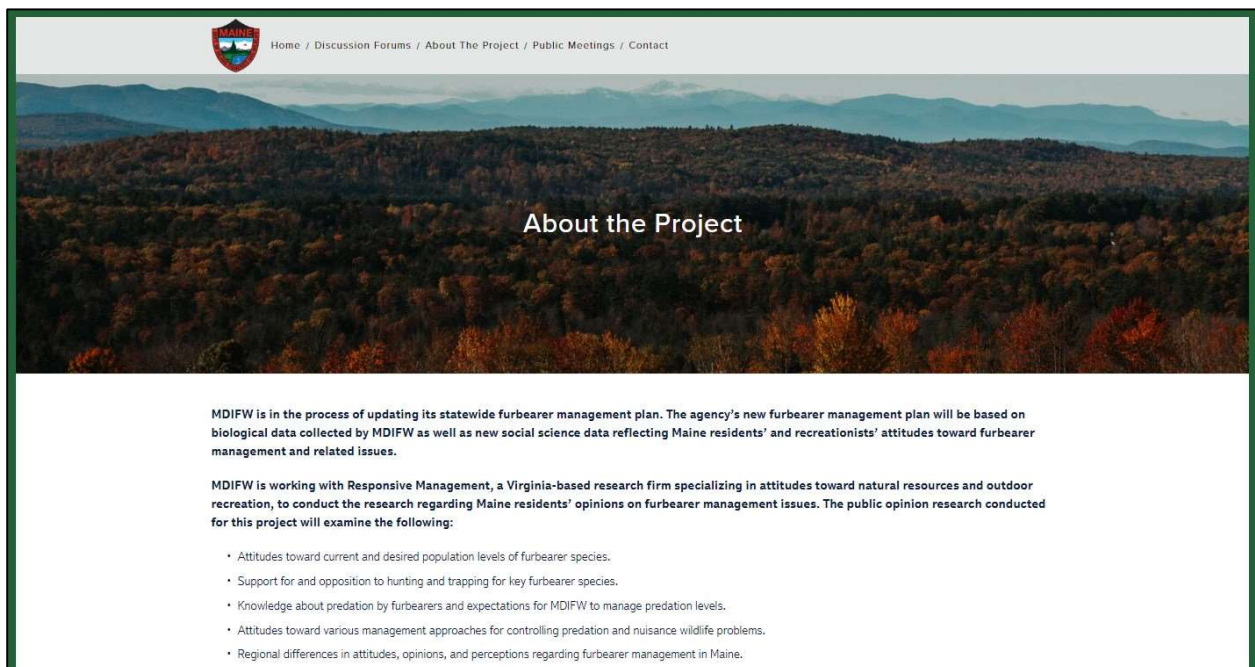 MAINE
Home / Discussion Forums / About The Project / Public Meetings / Contact
About the Project
MDIFW is in the process of updating its statewide furbearer management plan. The agency's new furbearer management plan will be based on
biological data collected by MDIFW as well as new social science data reflecting Maine residents' and recreationists' attitudes toward furbearer
management and related issues.
MDIFW is working with Responsive Management, a Virginia-based research firm specializing in attitudes toward natural resources and outdoor
recreation, to conduct the research regarding Maine residents' opinions on furbearer management issues. The public opinion research conducted
for this project will examine the following:
• Attitudes toward current and desired population levels of furbearer species.
• Support for and opposition to hunting and trapping for key furbearer species.
• Knowledge about predation by furbearers and expectations for MDIFW to manage predation levels.
• Attitudes toward various management approaches for controlling predation and nuisance wildlife problems.
• Regional differences in attitudes, opinions, and perceptions regarding furbearer management in Maine.